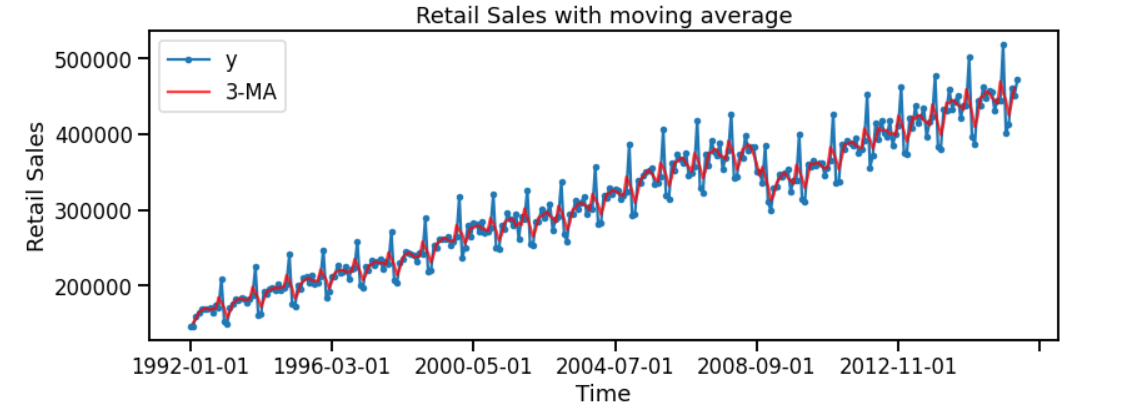 Retail Sales with moving average
y
3-MA
500000
400000
300000
200000
Retail Sales
1992-01-01 1996-03-01 2000-05-01 2004-07-01 2008-09-01 2012-11-01
Time